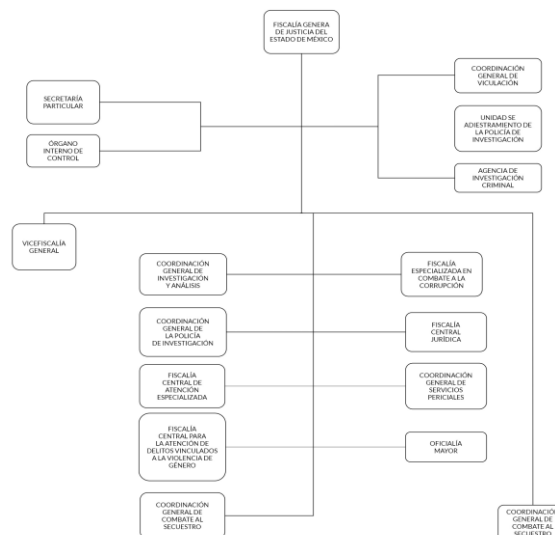 FISCALÍA GENERA
DE JUSTICIA DEL
ESTADO DE MÉXICO
SECRETARÍA
PARTICULAR
ÓRGANO
INTERNO DE
CONTROL
COORDINACIÓN
GENERAL DE
VICULACIÓN
UNIDAD SE
ADIESTRAMIENTO DE
LA POLICÍA DE
INVESTIGACIÓN
AGENCIA DE
INVESTIGACIÓN
CRIMINAL
VICEFISCALÍA
GENERAL
COORDINACIÓN
GENERAL DE
INVESTIGACIÓN
Y ANÁLISIS
FISCALÍA
ESPECIALIZADA EN
COMBATE A LA
CORRUPCIÓN
COORDINACIÓN
GENERAL DE
LA POLICÍA
DE INVESTIGACIÓN
FISCALÍA
CENTRAL
JURÍDICA
FISCALÍA
CENTRAL DE
ATENCIÓN
ESPECIALIZADA
COORDINACIÓN
GENERAL DE
SERVICIOS
PERICIALES
FISCALÍA
CENTRAL PARA
LA ATENCIÓN DE
DELITOS VINCULADOS
A LA VIOLENCIA DE
GÉNERO
OFICIALÍA
MAYOR
COORDINACIÓN
GENERAL DE
COMBATE AL
SECUESTRO
COORDINACIÓN
GENERAL DE
COMBATE AL
SECUESTRO